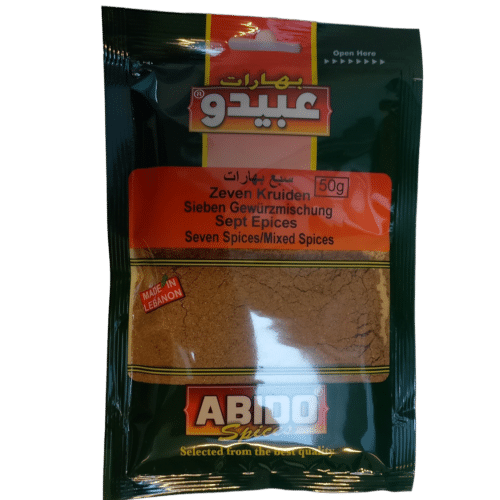 Open Here
بهارات
عبيدو®
سبع بهارات
50g
Zeven Kruiden
Sieben Gewürzmischung
Sept Epices
Seven Spices/Mixed Spices
MADE IN
LEBANON
ABIDO
Spices
Selected from the best quality